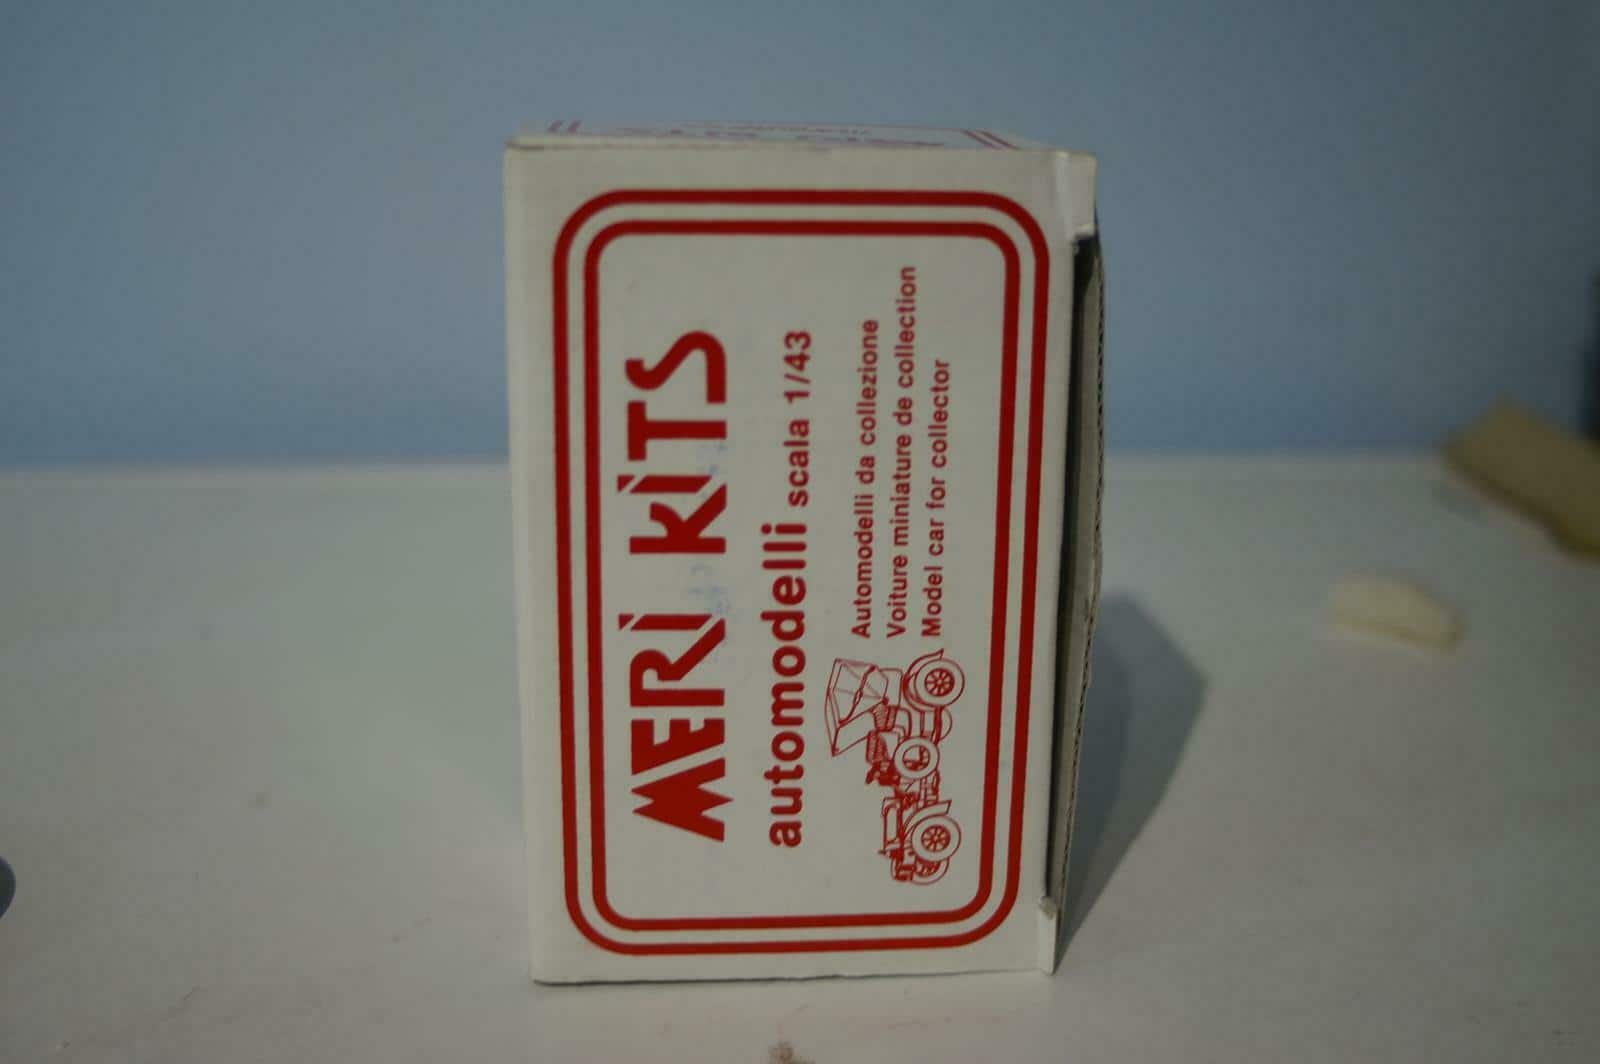 MERI KITS
automodelli scala 1/43
Automodelli da collezione
Voiture miniature de collection
Model car for collector